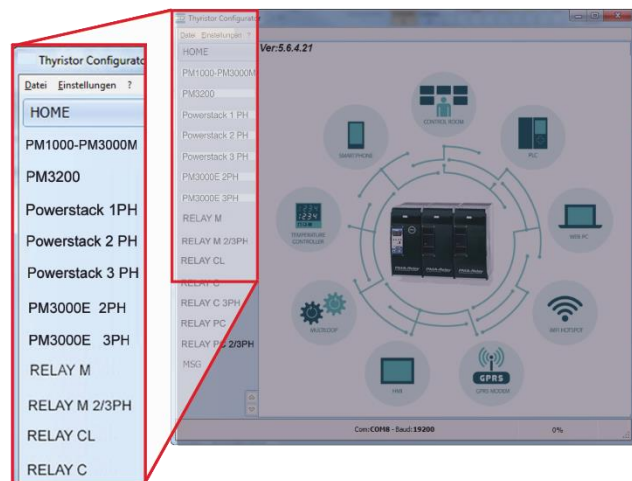 Thyristor Configurato
Datei Einstellungen ?
HOME
PM1000-PM3000M
PM3200
Powerstack 1PH
Powerstack 2 PH
Powerstack 3 PH
PM3000E 2PH
PM3000E 3PH
RELAY M
RELAY M 2/3PH
RELAY CL
RELAY C
Thyristor Configurator
Datei Einstellungen ?
HOME
PM1000-PM3000M
PM3200
Powerstack 1 PH
Powerstack 2 PH
Powerstack 3 PH
PM3000E 2PH
PM3000E 3PH
RELAY M
RELAY M 2/3PH
RELAY CL
RELAY C
RELAY C 3PH
RELAY PC
RELAY PC 2/3PH
MSG
Ver:5.6.4.21
CONTROL ROOM
SMARTPHONE
PLC
TEMPERATURE
CONTROLLER
MINI PC
MULTILOOP
WIFI HOTSPOT
HMI
GPRS
GPRS MODEM
Com:COM8 - Baud:19200
0%